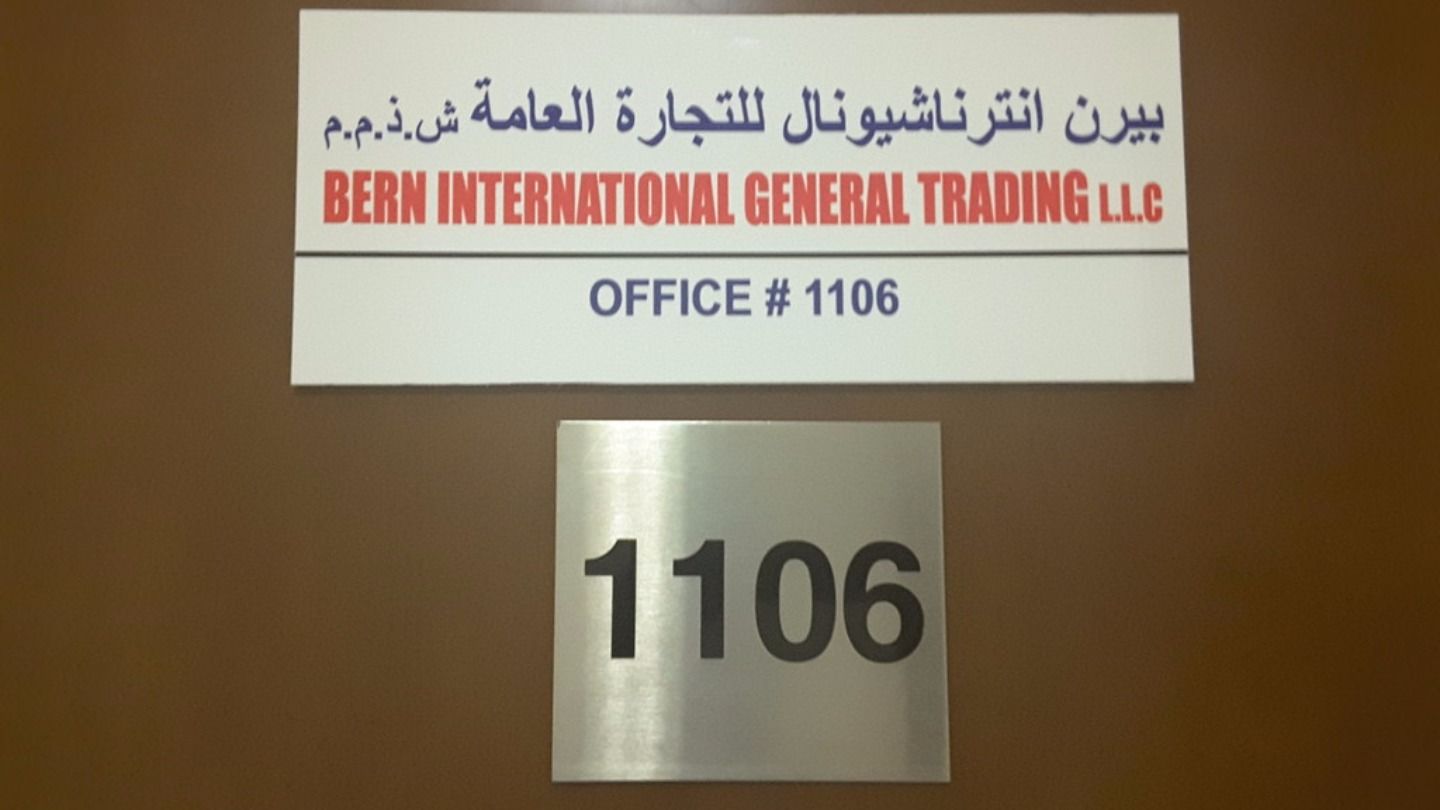 بيرن انترناشيونال للتجارة العامة ش.ذ.م.م
BERN INTERNATIONAL GENERAL TRADING L.L.C
OFFICE # 1106
1106